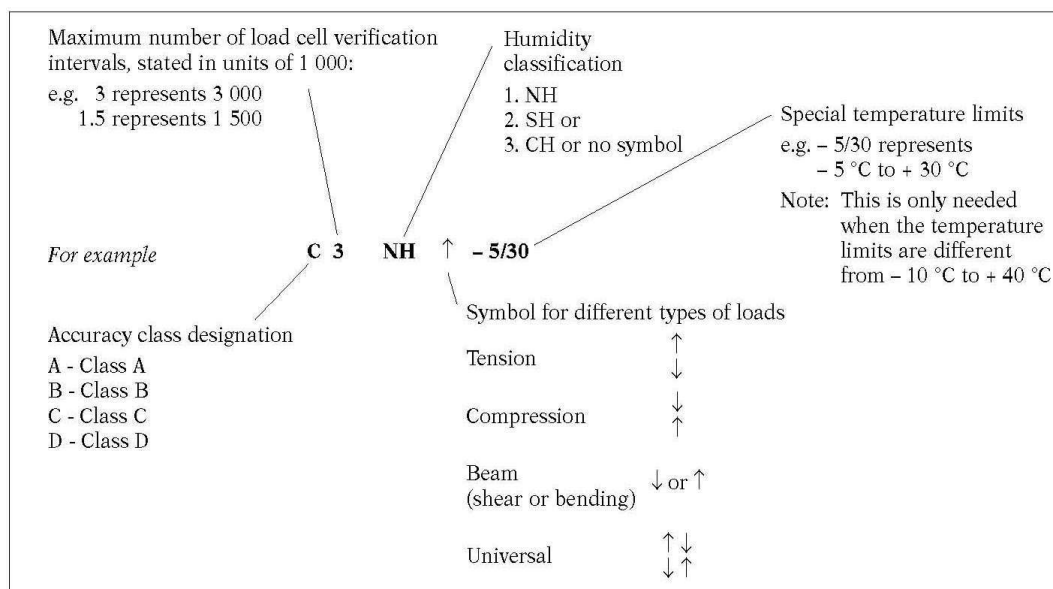 Maximum number of load cell verification
intervals, stated in units of 1 000:
e.g. 3 represents 3 000
1.5 represents 1 500
Humidity
classification
1. NH
2. SH or
3. CH or no symbol
Special temperature limits
e.g. – 5/30 represents
– 5 °C to + 30 °C
Note: This is only needed
when the temperature
limits are different
from – 10 °C to + 40 °C
For example
C 3 NH ↑ – 5/30
Accuracy class designation
A - Class A
B - Class B
C - Class C
D - Class D
Symbol for different types of loads
Tension ↑
↓
Compression ↓
↑
Beam ↓ or ↑
(shear or bending)
Universal ↑ ↓
↓ ↑